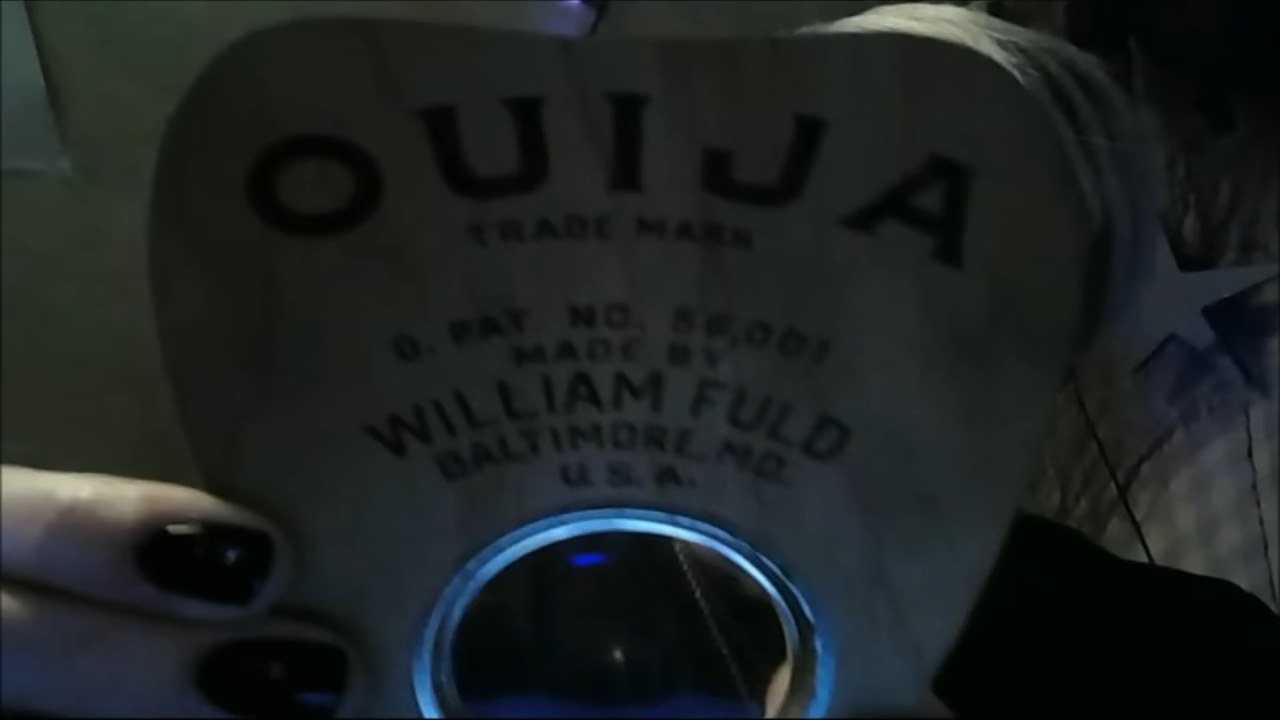 OUIJA
TRADE MARK
D. PAT. NO. 56,001
MADE BY
WILLIAM FULD
BALTIMORE, MD.
U.S.A.